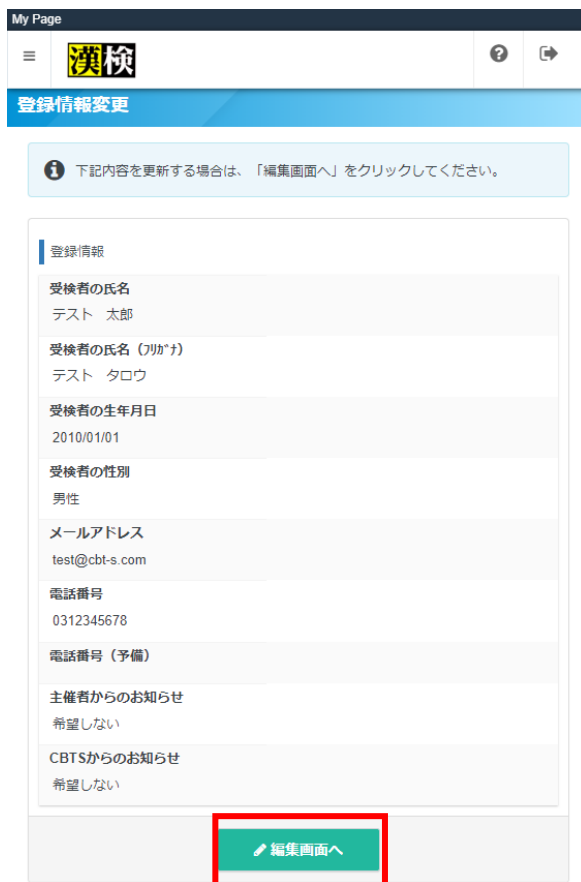 My Page
漢検
登録情報変更
下記内容を更新する場合は、「編集画面へ」をクリックしてください。
登録情報
受検者の氏名
テスト　太郎
受検者の氏名（ﾌﾘｶﾞﾅ）
テスト　タロウ
受検者の生年月日
2010/01/01
受検者の性別
男性
メールアドレス
test@cbt-s.com
電話番号
0312345678
電話番号（予備）
主催者からのお知らせ
希望しない
CBTSからのお知らせ
希望しない
編集画面へ